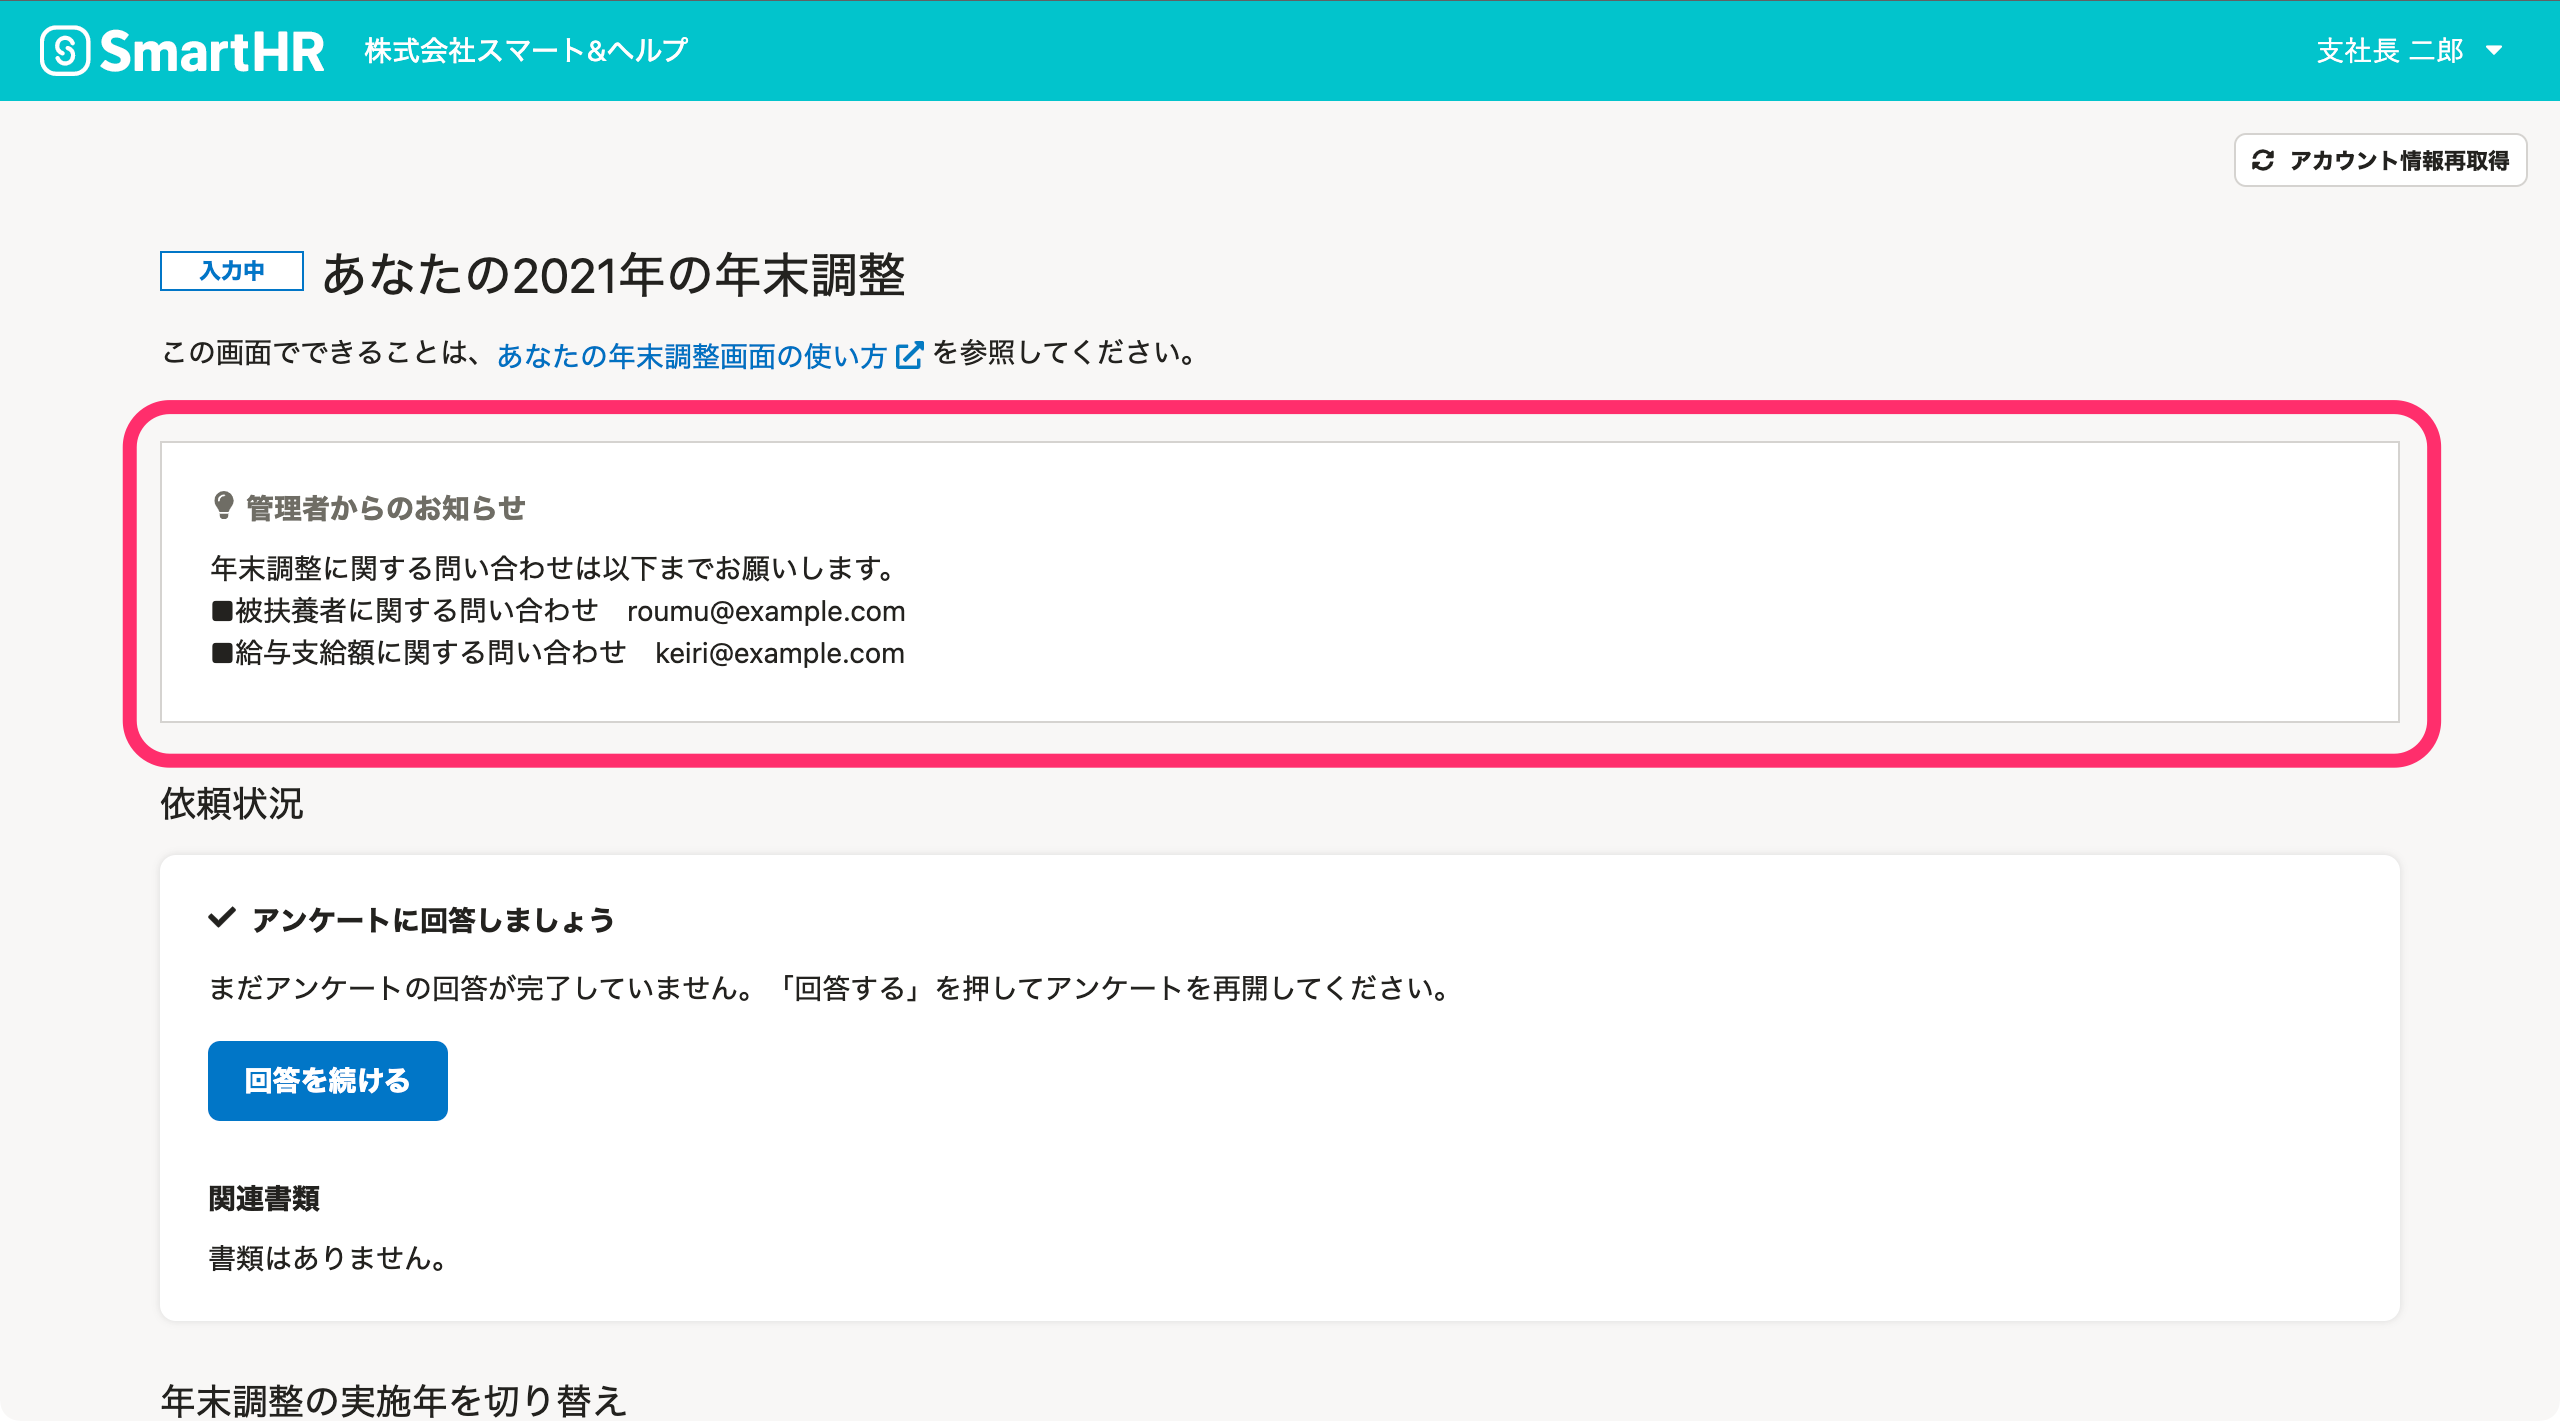 SmartHR 株式会社スマート&ヘルプ 支社長 二郎
アカウント情報再取得
入力中 あなたの2021年の年末調整
この画面でできることは、あなたの年末調整画面の使い方 を参照してください。
管理者からのお知らせ
年末調整に関する問い合わせは以下までお願いします。
■被扶養者に関する問い合わせ　roumu@example.com
■給与支給額に関する問い合わせ　keiri@example.com
依頼状況
アンケートに回答しましょう
まだアンケートの回答が完了していません。「回答する」を押してアンケートを再開してください。
回答を続ける
関連書類
書類はありません。
年末調整の実施年を切り替え